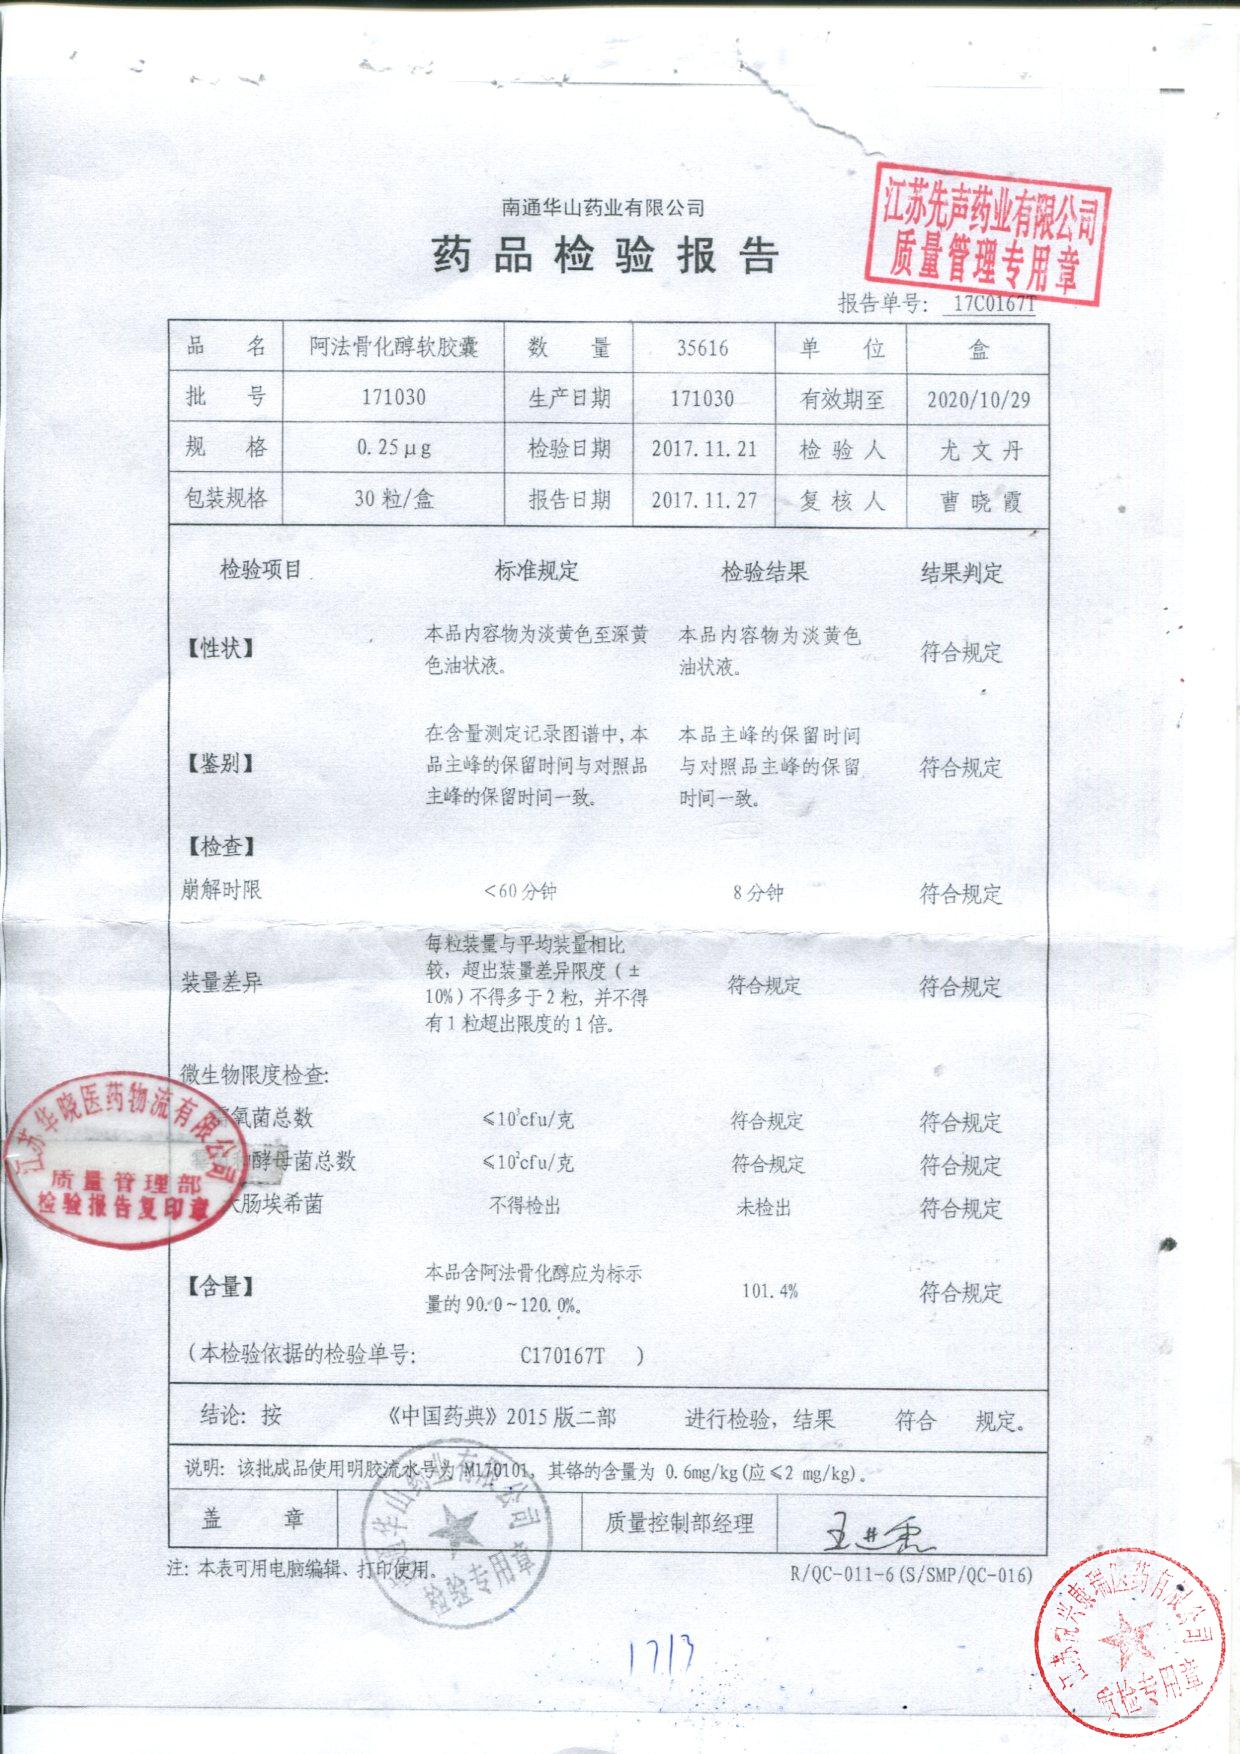 南通华山药业有限公司
药品检验报告
江苏先声药业有限公司
质量管理专用章
报告单号: 17C0167T
品 名 阿法骨化醇软胶囊 数 量 35616 单 位 盒
批 号 171030 生产日期 171030 有效期至 2020/10/29
规 格 0.25μg 检验日期 2017.11.21 检验人 尤文丹
包装规格 30粒/盒 报告日期 2017.11.27 复核人 曹晓霞
检验项目 标准规定 检验结果 结果判定
【性状】 本品内容物为淡黄色至深黄 本品内容物为淡黄色 符合规定
色油状液。 油状液。
在含量测定记录图谱中,本 本品主峰的保留时间
【鉴别】 品主峰的保留时间与对照品 与对照品主峰的保留 符合规定
主峰的保留时间一致。 时间一致。
【检查】
崩解时限 <60分钟 8分钟 符合规定
每粒装量与平均装量相比
较,超出装量差异限度(±
装量差异 10%)不得多于2粒,并不得 符合规定 符合规定
有1粒超出限度的1倍。
微生物限度检查:
氧菌总数 ≤10³cfu/克 符合规定 符合规定
酵母菌总数 ≤10²cfu/克 符合规定 符合规定
大肠埃希菌 不得检出 未检出 符合规定
江苏华晓医药物流有限公司
质量管理部
检验报告复印章
【含量】 本品含阿法骨化醇应为标示 101.4% 符合规定
量的90.0~120.0%。
(本检验依据的检验单号: C170167T )
结论: 按 《中国药典》2015版二部 进行检验, 结果 符合 规定。
说明: 该批成品使用明胶流水号为 M170101, 其铬的含量为 0.6mg/kg(应≤2 mg/kg)。
盖 章 质量控制部经理
华山药业有限公司
检验专用章
注: 本表可用电脑编辑、打印使用。 R/QC-011-6(S/SMP/QC-016)
康瑞医药有限公司
质检专用章
1713